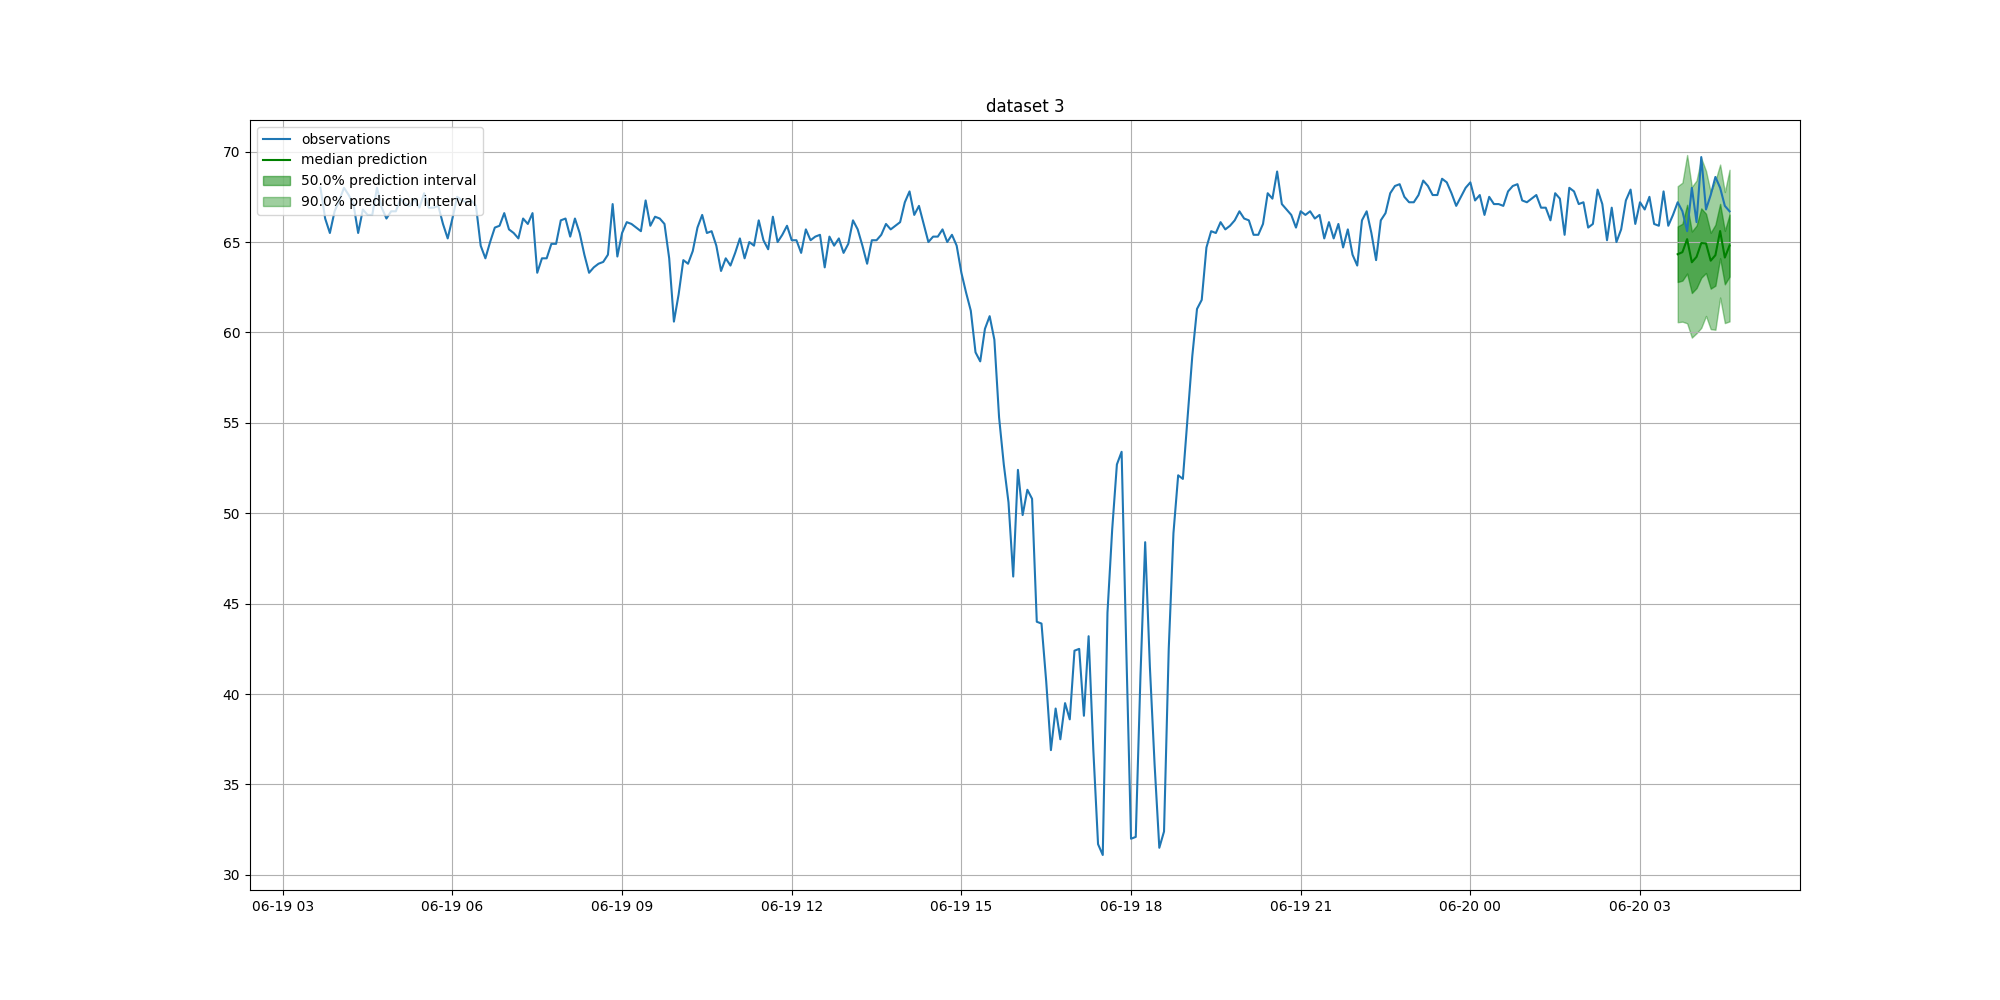 dataset 3
observations
median prediction
50.0% prediction interval
90.0% prediction interval
70
65
60
55
50
45
40
35
30
06-19 03 06-19 06 06-19 09 06-19 12 06-19 15 06-19 18 06-19 21 06-20 00 06-20 03